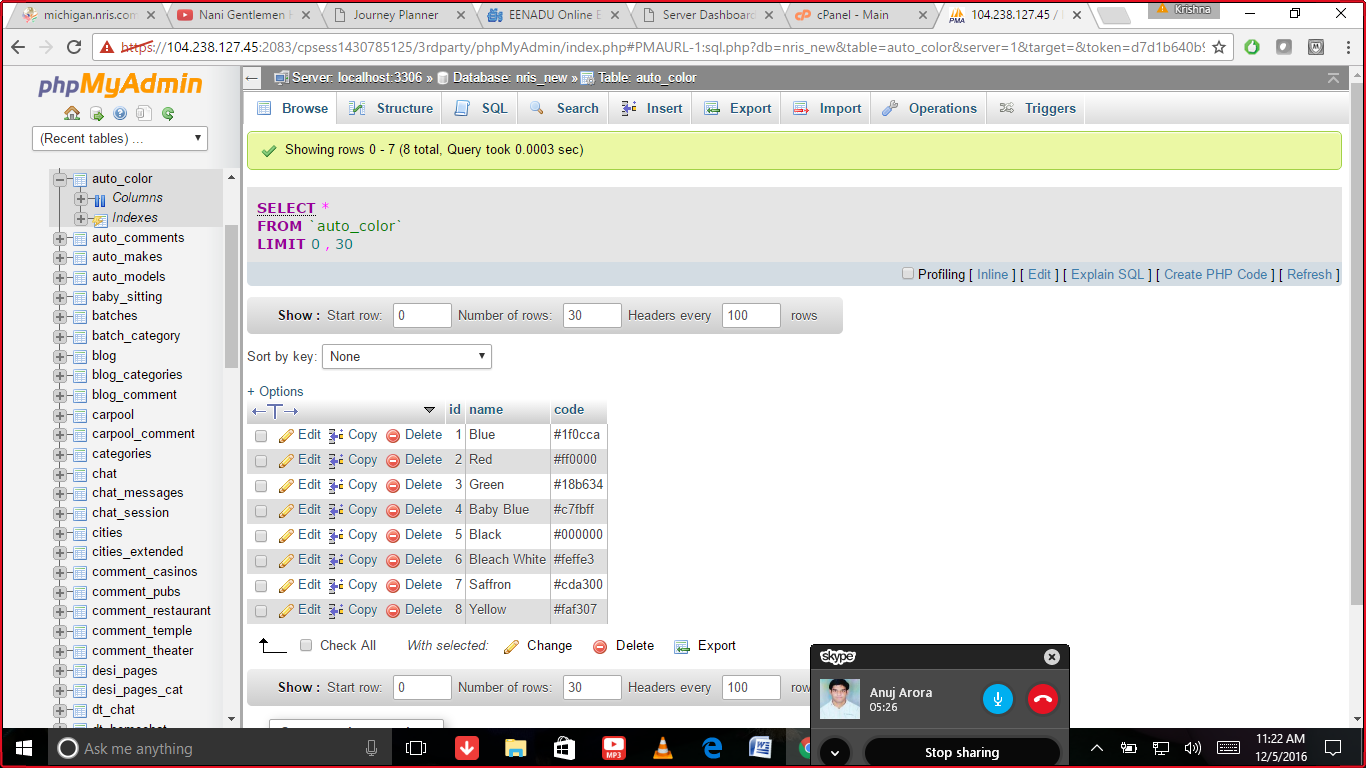 michigan.nris.com
Nani Gentlemen
Journey Planner
EENADU Online E
Server Dashboard
cPanel - Main
104.238.127.45 /
Krishna
https://104.238.127.45:2083/cpsess1430785125/3rdparty/phpMyAdmin/index.php#PMAURL-1:sql.php?db=nris_new&table=auto_color&server=1&target=&token=d7d1b640b9
phpMyAdmin
(Recent tables) ...
auto_color
Columns
Indexes
auto_comments
auto_makes
auto_models
baby_sitting
batches
batch_category
blog
blog_categories
blog_comment
carpool
carpool_comment
categories
chat
chat_messages
chat_session
cities
cities_extended
comment_casinos
comment_pubs
comment_restaurant
comment_temple
comment_theater
desi_pages
desi_pages_cat
dt_chat
Server: localhost:3306 » Database: nris_new » Table: auto_color
Browse Structure SQL Search Insert Export Import Operations Triggers
Showing rows 0 - 7 (8 total, Query took 0.0003 sec)
SELECT *
FROM `auto_color`
LIMIT 0 , 30
Profiling [ Inline ] [ Edit ] [ Explain SQL ] [ Create PHP Code ] [ Refresh ]
Show : Start row: 0 Number of rows: 30 Headers every 100 rows
Sort by key: None
+ Options
←T→ id name code
Edit Copy Delete 1 Blue #1f0cca
Edit Copy Delete 2 Red #ff0000
Edit Copy Delete 3 Green #18b634
Edit Copy Delete 4 Baby Blue #c7fbff
Edit Copy Delete 5 Black #000000
Edit Copy Delete 6 Bleach White #feffe3
Edit Copy Delete 7 Saffron #cda300
Edit Copy Delete 8 Yellow #faf307
Check All With selected: Change Delete Export
Show : Start row: 0 Number of rows: 30 Headers every 100
skype
Anuj Arora
05:26
Stop sharing
Ask me anything
MP3
11:22 AM
12/5/2016